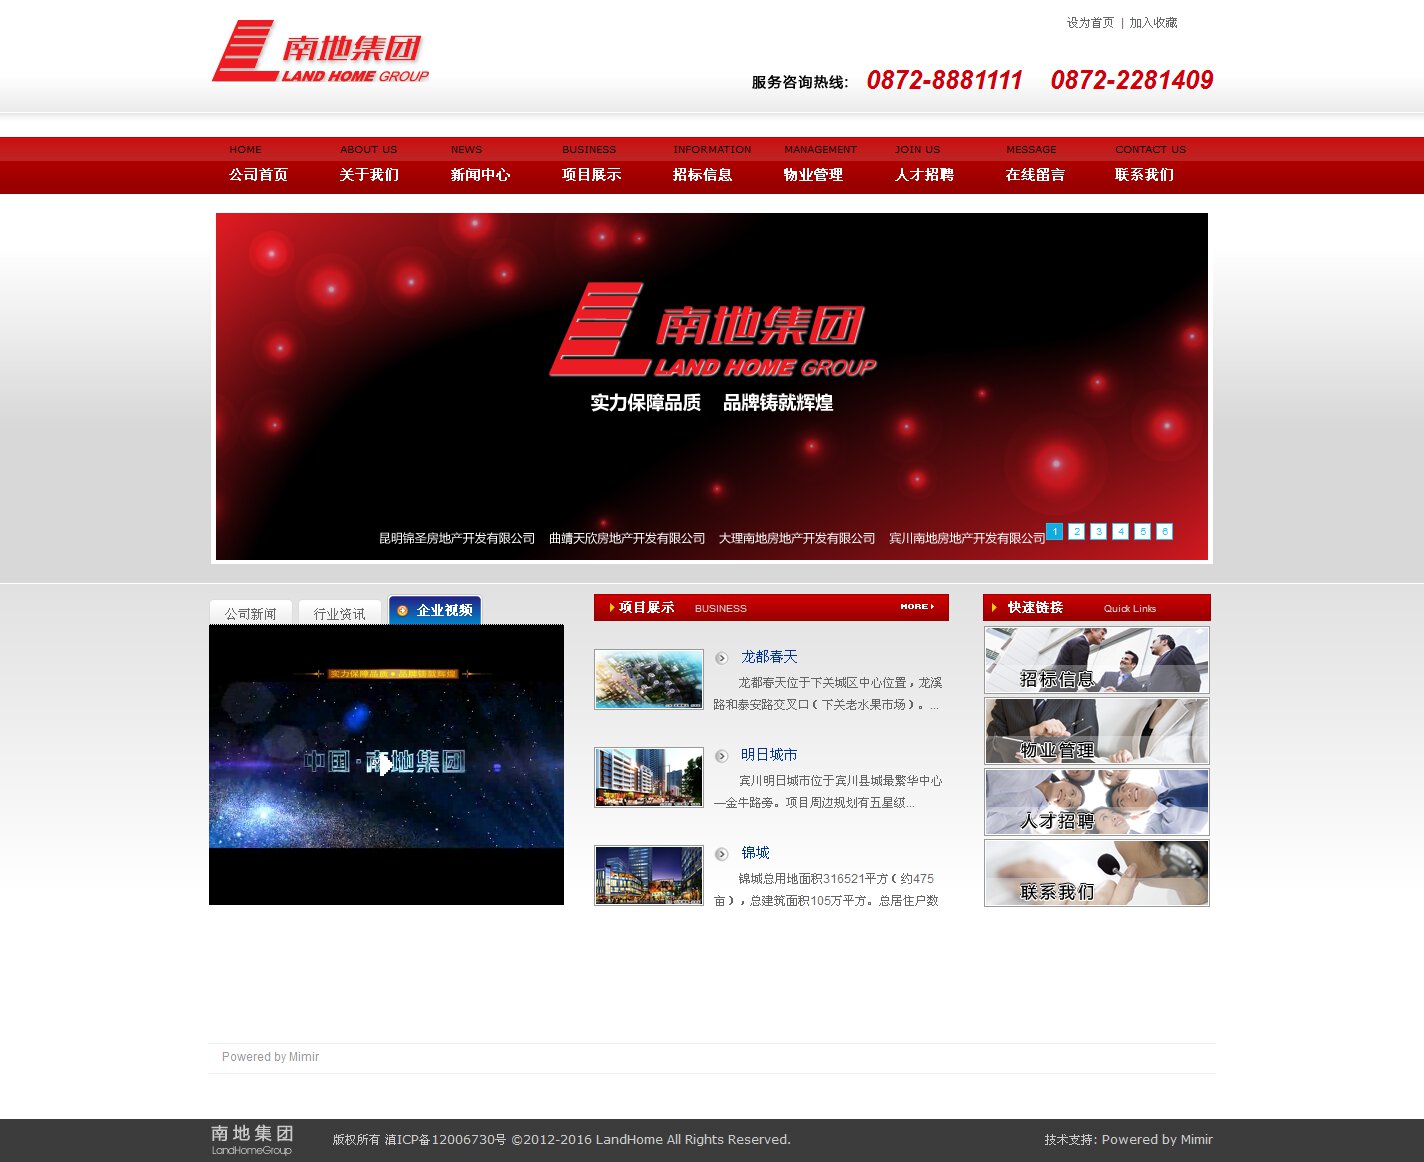 设为首页 | 加入收藏
南地集团
LAND HOME GROUP
服务咨询热线: 0872-8881111 0872-2281409
HOME ABOUT US NEWS BUSINESS INFORMATION MANAGEMENT JOIN US MESSAGE CONTACT US
公司首页 关于我们 新闻中心 项目展示 招标信息 物业管理 人才招聘 在线留言 联系我们
南地集团
LAND HOME GROUP
实力保障品质 品牌铸就辉煌
昆明锦圣房地产开发有限公司 曲靖天欣房地产开发有限公司 大理南地房地产开发有限公司 宾川南地房地产开发有限公司
1 2 3 4 5 6
公司新闻 行业资讯 企业视频
实力保障品质 品牌铸就辉煌
中国·南地集团
项目展示 BUSINESS MORE
龙都春天
龙都春天位于下关城区中心位置，龙溪
路和泰安路交叉口（下关老水果市场）。...
明日城市
宾川明日城市位于宾川县城最繁华中心
—金牛路旁。项目周边规划有五星级...
锦城
锦城总用地面积316521平方（约475
亩），总建筑面积105万平方。总居住户数
快速链接 Quick Links
招标信息
物业管理
人才招聘
联系我们
Powered by Mimir
南地集团
LandHomeGroup
版权所有 滇ICP备12006730号 ©2012-2016 LandHome All Rights Reserved.
技术支持: Powered by Mimir